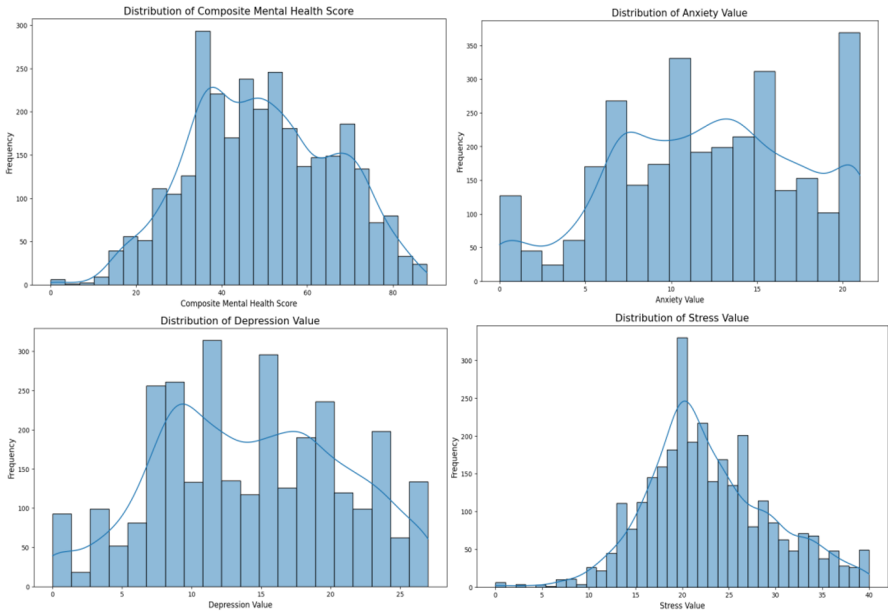 Distribution of Composite Mental Health Score
Frequency
300
250
200
150
100
50
0
0 20 40 60 80
Composite Mental Health Score
Distribution of Anxiety Value
Frequency
350
300
250
200
150
100
50
0
0 5 10 15 20
Anxiety Value
Distribution of Depression Value
Frequency
300
250
200
150
100
50
0
0 5 10 15 20 25
Depression Value
Distribution of Stress Value
Frequency
300
250
200
150
100
50
0
0 5 10 15 20 25 30 35 40
Stress Value